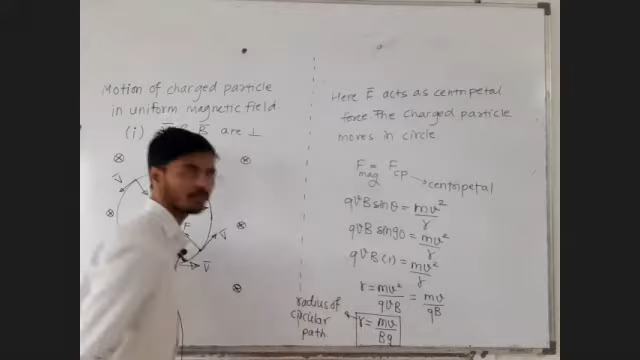 Motion of charged particle
in uniform magnetic field.
(i) B̄ are ⊥
V̄
F
V̄
V̄
Here F̄ acts as centripetal
force The charged particle
moves in circle.
F mag = F cp → centripetal
qVB sinθ = mv²/r
qVB sin90 = mv²/r
qVB(1) = mv²/r
r = mv²/qVB = mv/qB
radius of
circular
path.
r = mv/Bq